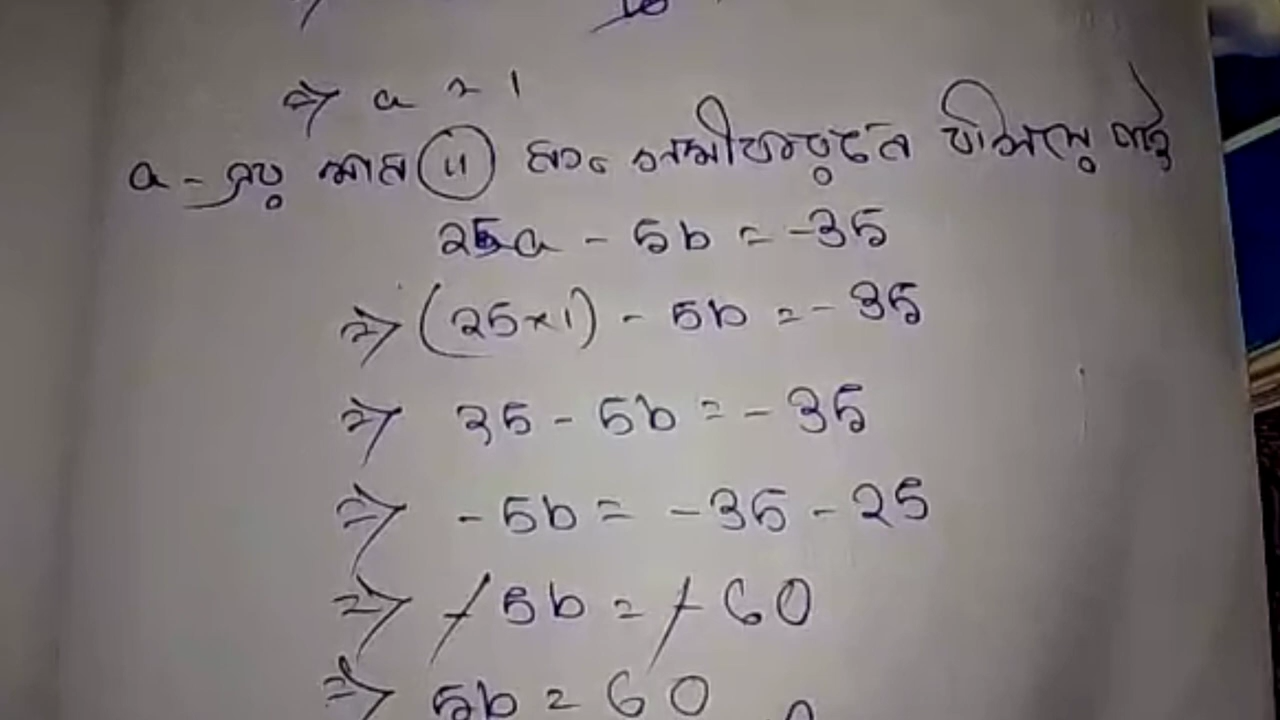 ⇒ a = 1
a - এর মান (ii) নং সমীকরণে বসিয়ে পাই
25a - 5b = -35
⇒ (25×1) - 5b = -35
⇒ 25 - 5b = -35
⇒ -5b = -35 - 25
⇒ -5b = -60
⇒ 5b = 60